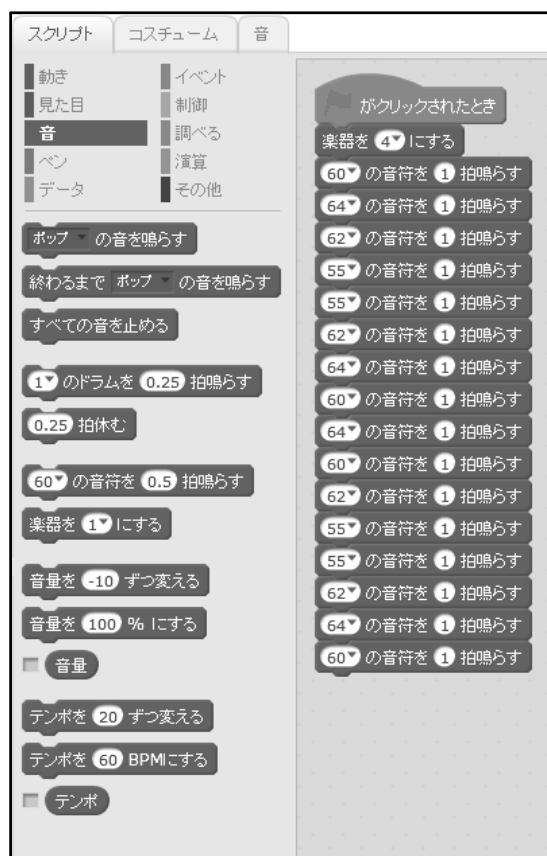 スクリプト
コスチューム
音
動き
見た目
音
ペン
データ
イベント
制御
調べる
演算
その他
ポップ の音を鳴らす
終わるまで ポップ の音を鳴らす
すべての音を止める
1 のドラムを 0.25 拍鳴らす
0.25 拍休む
60 の音符を 0.5 拍鳴らす
楽器を 1 にする
音量を -10 ずつ変える
音量を 100 % にする
音量
テンポを 20 ずつ変える
テンポを 60 BPMにする
テンポ
がクリックされたとき
楽器を 4 にする
60 の音符を 1 拍鳴らす
64 の音符を 1 拍鳴らす
62 の音符を 1 拍鳴らす
55 の音符を 1 拍鳴らす
55 の音符を 1 拍鳴らす
62 の音符を 1 拍鳴らす
64 の音符を 1 拍鳴らす
60 の音符を 1 拍鳴らす
64 の音符を 1 拍鳴らす
60 の音符を 1 拍鳴らす
62 の音符を 1 拍鳴らす
55 の音符を 1 拍鳴らす
55 の音符を 1 拍鳴らす
62 の音符を 1 拍鳴らす
64 の音符を 1 拍鳴らす
60 の音符を 1 拍鳴らす